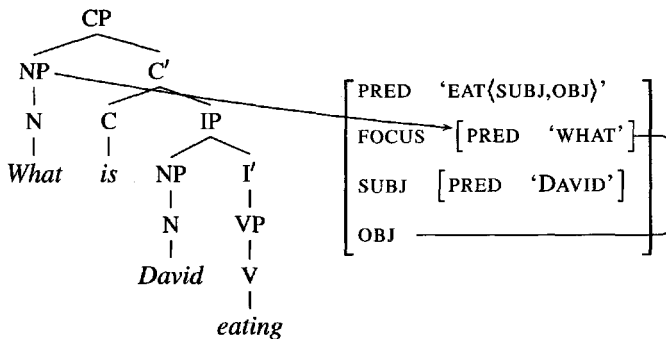 CP
NP C′
N C IP
What is NP I′
N VP
David V
eating
PRED ‘EAT⟨SUBJ,OBJ⟩’
FOCUS [PRED ‘WHAT’]
SUBJ [PRED ‘DAVID’]
OBJ